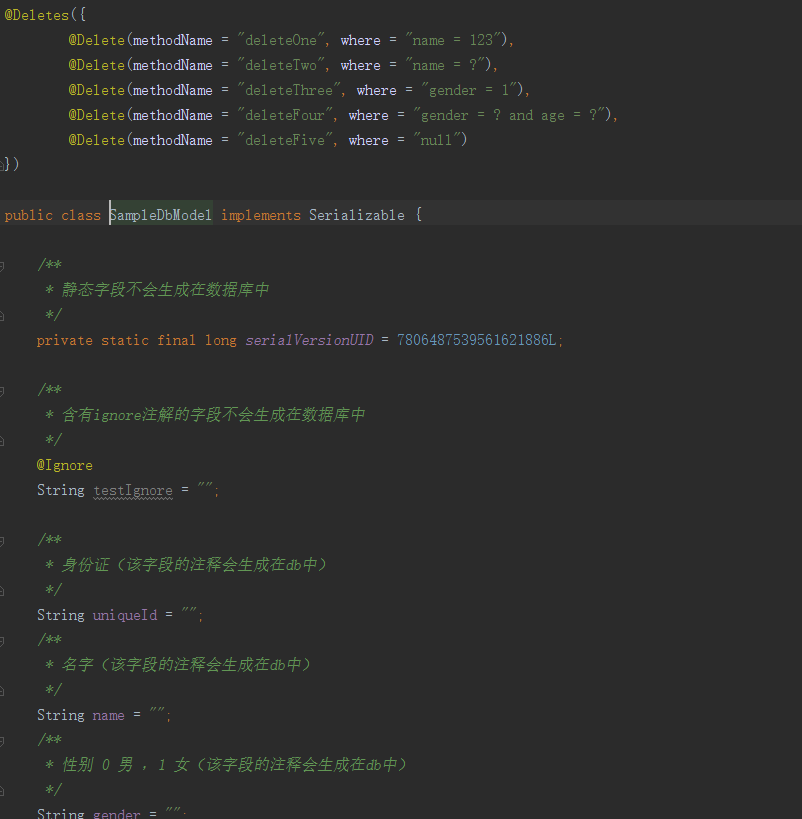 @Deletes({
@Delete(methodName = "deleteOne", where = "name = 123"),
@Delete(methodName = "deleteTwo", where = "name = ?"),
@Delete(methodName = "deleteThree", where = "gender = 1"),
@Delete(methodName = "deleteFour", where = "gender = ? and age = ?"),
@Delete(methodName = "deleteFive", where = "null")
})
public class SampleDbModel implements Serializable {
/**
* 静态字段不会生成在数据库中
*/
private static final long serialVersionUID = 7806487539561621886L;
/**
* 含有ignore注解的字段不会生成在数据库中
*/
@Ignore
String testIgnore = "";
/**
* 身份证（该字段的注释会生成在db中）
*/
String uniqueId = "";
/**
* 名字（该字段的注释会生成在db中）
*/
String name = "";
/**
* 性别 0 男 ，1 女（该字段的注释会生成在db中）
*/
String gender = "";